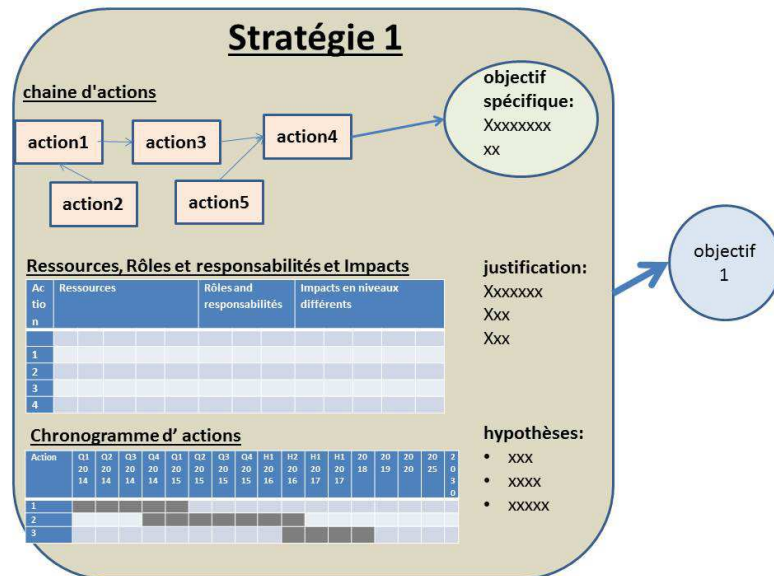 Stratégie 1
chaine d'actions
action1
action3
action4
action2
action5
objectif
spécifique:
Xxxxxxxx
xx
objectif
1
Ressources, Rôles et responsabilités et Impacts
Ac
tio
n
Ressources
Rôles and
responsabilités
Impacts en niveaux
différents
1
2
3
4
justification:
Xxxxxxx
Xxx
Xxx
Chronogramme d' actions
Action
Q1
20
14
Q2
20
14
Q3
20
14
Q4
20
14
Q1
20
15
Q2
20
15
Q3
20
15
Q4
20
15
H1
20
16
H2
20
16
H1
20
17
H1
20
17
20
18
20
19
20
20
20
25
2
0
3
0
1
2
3
hypothèses:
• xxx
• xxxx
• xxxxx